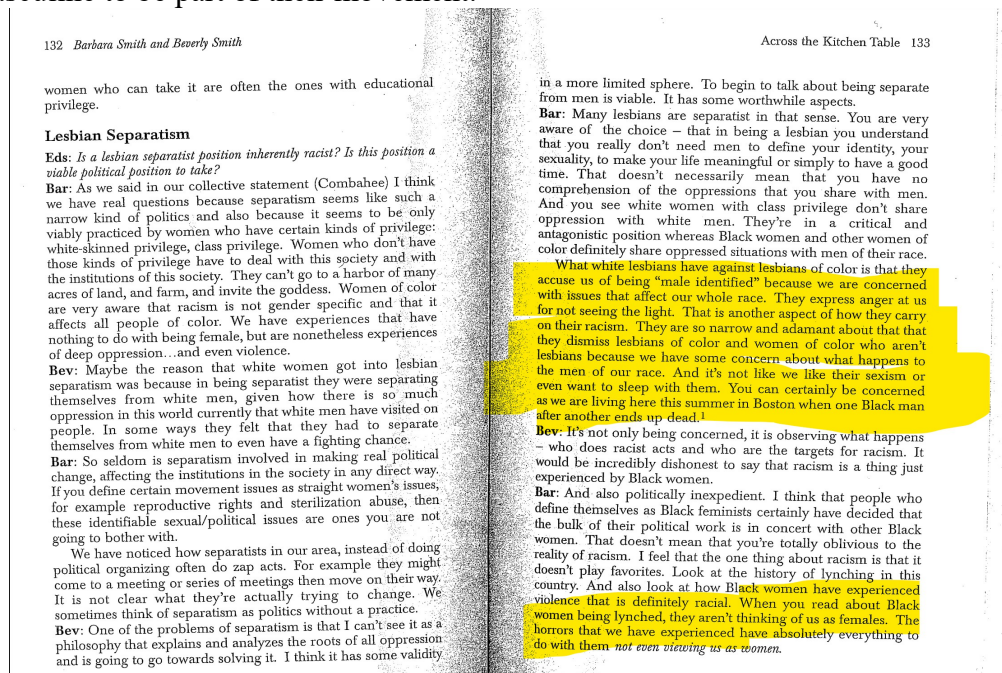 to be part of their movement.
132 Barbara Smith and Beverly Smith
women who can take it are often the ones with educational
privilege.
Lesbian Separatism
Eds: Is a lesbian separatist position inherently racist? Is this position a
viable political position to take?
Bar: As we said in our collective statement (Combahee) I think
we have real questions because separatism seems like such a
narrow kind of politics and also because it seems to be only
viably practiced by women who have certain kinds of privilege:
white-skinned privilege, class privilege. Women who don't have
those kinds of privilege have to deal with this society and with
the institutions of this society. They can't go to a harbor of many
acres of land, and farm, and invite the goddess. Women of color
are very aware that racism is not gender specific and that it
affects all people of color. We have experiences that have
nothing to do with being female, but are nonetheless experiences
of deep oppression...and even violence.
Bev: Maybe the reason that white women got into lesbian
separatism was because in being separatist they were separating
themselves from white men, given how there is so much
oppression in this world currently that white men have visited on
people. In some ways they felt that they had to separate
themselves from white men to even have a fighting chance.
Bar: So seldom is separatism involved in making real political
change, affecting the institutions in the society in any direct way.
If you define certain movement issues as straight women's issues,
for example reproductive rights and sterilization abuse, then
these identifiable sexual/political issues are ones you are not
going to bother with.
We have noticed how separatists in our area, instead of doing
political organizing often do zap acts. For example they might
come to a meeting or series of meetings then move on their way.
It is not clear what they're actually trying to change. We
sometimes think of separatism as politics without a practice.
Bev: One of the problems of separatism is that I can't see it as a
philosophy that explains and analyzes the roots of all oppression
and is going to go towards solving it. I think it has some validity
Across the Kitchen Table 133
in a more limited sphere. To begin to talk about being separate
from men is viable. It has some worthwhile aspects.
Bar: Many lesbians are separatist in that sense. You are very
aware of the choice – that in being a lesbian you understand
that you really don't need men to define your identity, your
sexuality, to make your life meaningful or simply to have a good
time. That doesn't necessarily mean that you have no
comprehension of the oppressions that you share with men.
And you see white women with class privilege don't share
oppression with white men. They're in a critical and
antagonistic position whereas Black women and other women of
color definitely share oppressed situations with men of their race.
What white lesbians have against lesbians of color is that they
accuse us of being "male identified" because we are concerned
with issues that affect our whole race. They express anger at us
for not seeing the light. That is another aspect of how they carry
on their racism. They are so narrow and adamant about that that
they dismiss lesbians of color and women of color who aren't
lesbians because we have some concern about what happens to
the men of our race. And it's not like we like their sexism or
even want to sleep with them. You can certainly be concerned
as we are living here this summer in Boston when one Black man
after another ends up dead.¹
Bev: It's not only being concerned, it is observing what happens
– who does racist acts and who are the targets for racism. It
would be incredibly dishonest to say that racism is a thing just
experienced by Black women.
Bar: And also politically inexpedient. I think that people who
define themselves as Black feminists certainly have decided that
the bulk of their political work is in concert with other Black
women. That doesn't mean that you're totally oblivious to the
reality of racism. I feel that the one thing about racism is that it
doesn't play favorites. Look at the history of lynching in this
country. And also look at how Black women have experienced
violence that is definitely racial. When you read about Black
women being lynched, they aren't thinking of us as females. The
horrors that we have experienced have absolutely everything to
do with them not even viewing us as women.